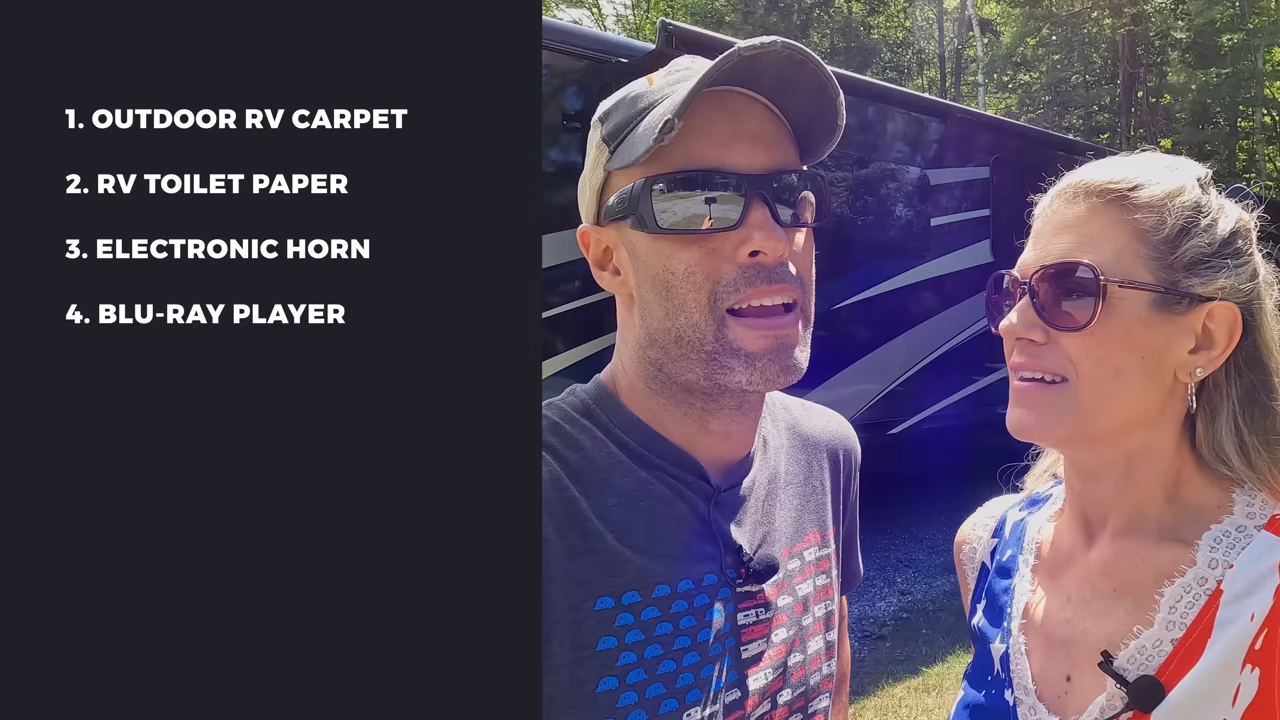 1. OUTDOOR RV CARPET
2. RV TOILET PAPER
3. ELECTRONIC HORN
4. BLU-RAY PLAYER